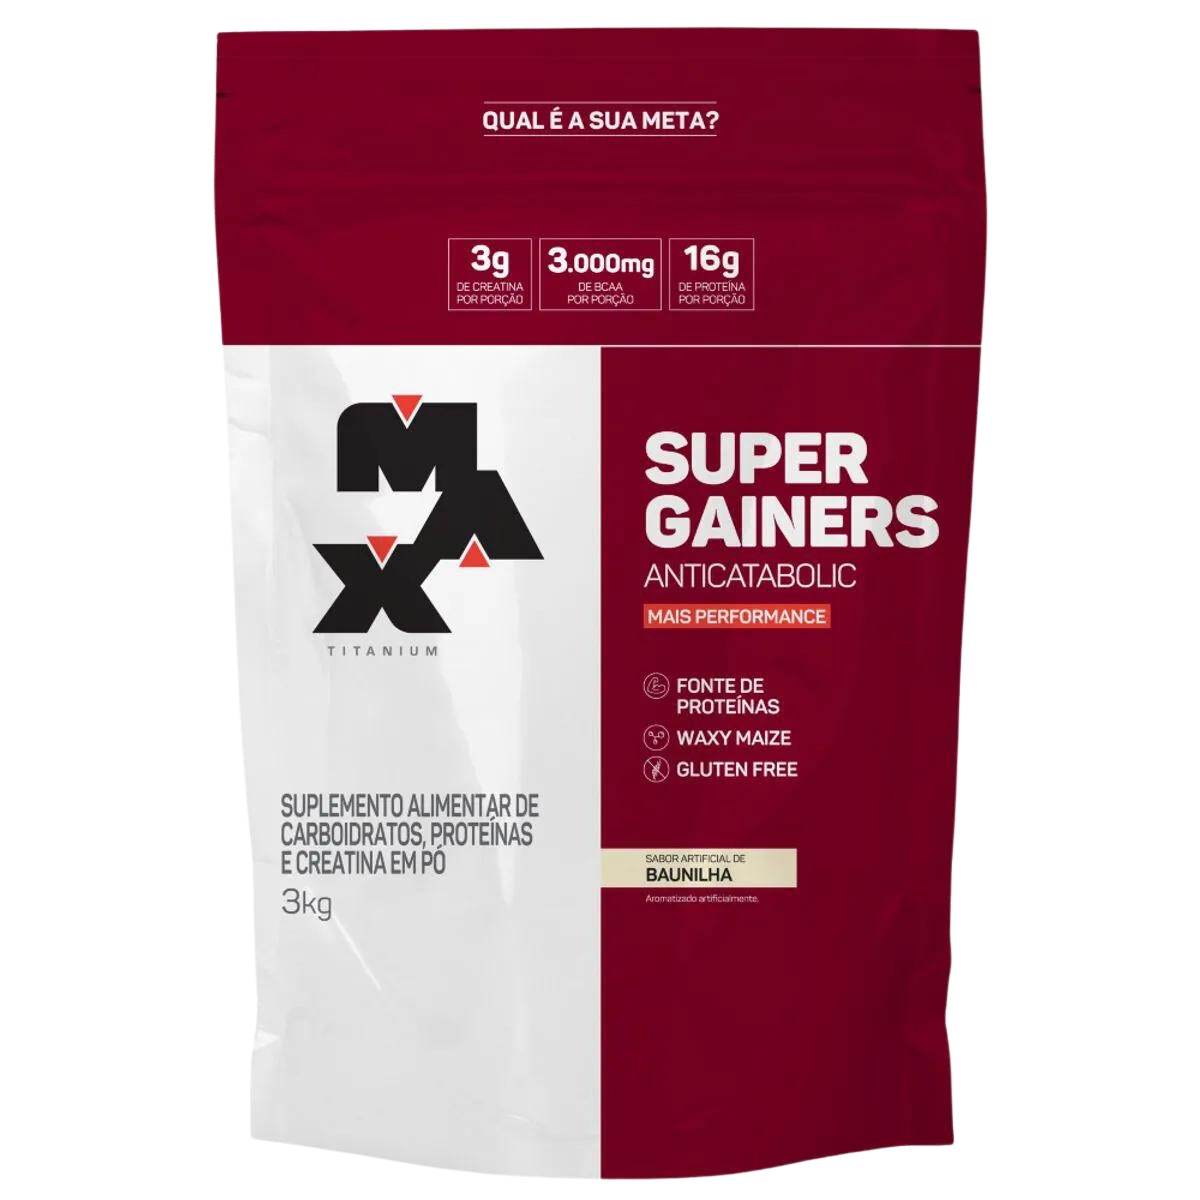 QUAL É A SUA META?
3g
DE CREATINA
POR PORÇÃO
3.000mg
DE BCAA
POR PORÇÃO
16g
DE PROTEÍNA
POR PORÇÃO
MAX
TITANIUM
SUPER
GAINERS
ANTICATABOLIC
MAIS PERFORMANCE
FONTE DE
PROTEÍNAS
WAXY MAIZE
GLUTEN FREE
SUPLEMENTO ALIMENTAR DE
CARBOIDRATOS, PROTEÍNAS
E CREATINA EM PÓ
3kg
SABOR ARTIFICIAL DE
BAUNILHA
Aromatizado artificialmente.